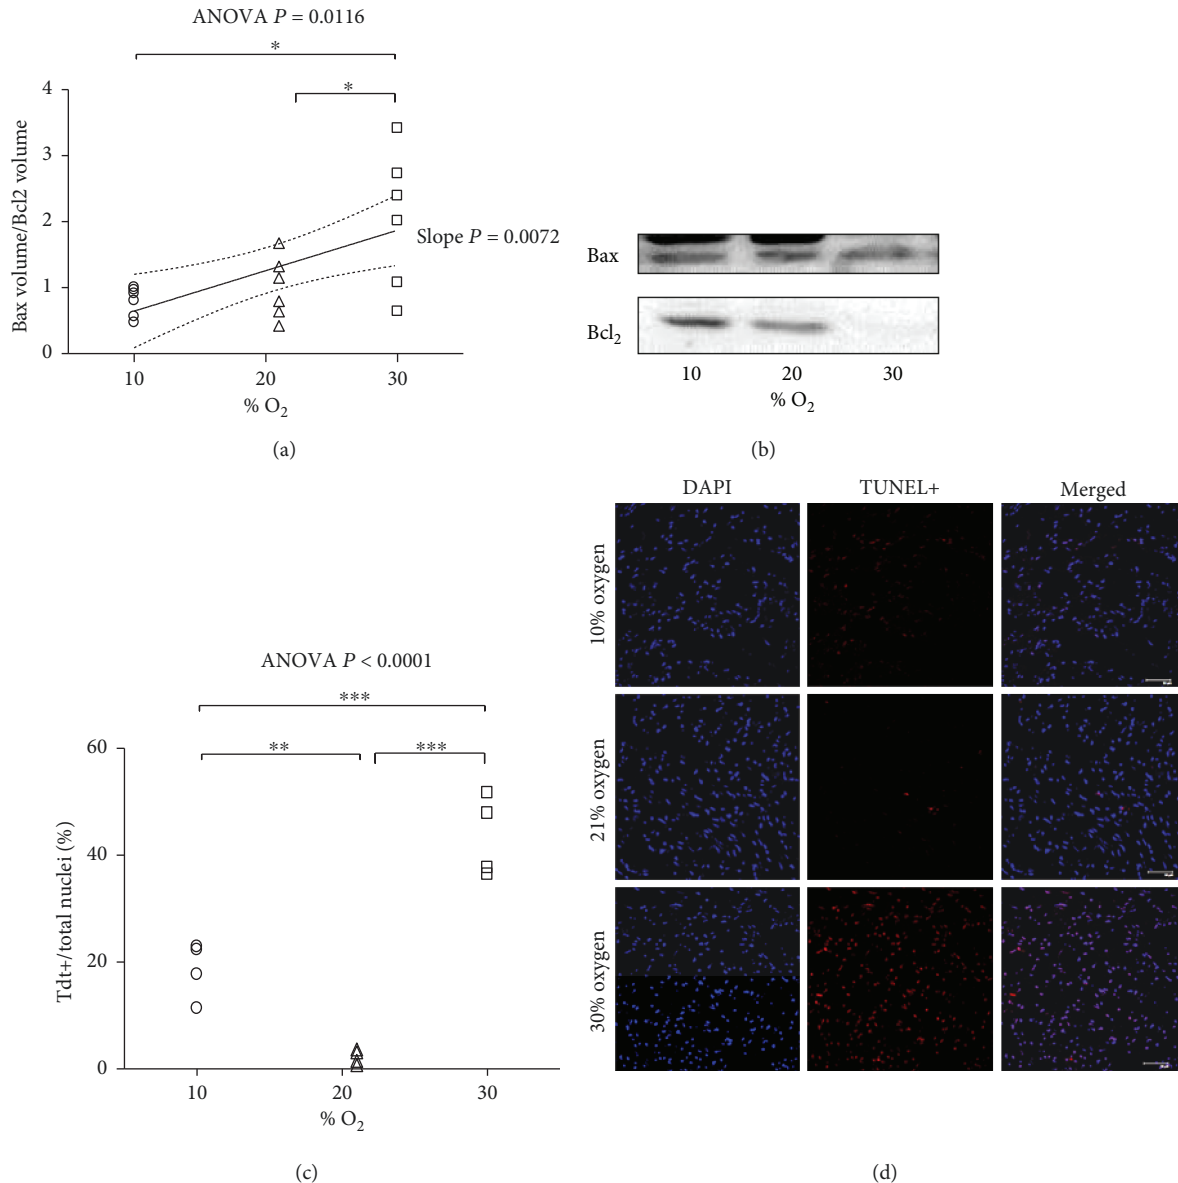 ANOVA P = 0.0116
*
*
4
3
2
1
0
Bax volume/Bcl2 volume
Slope P = 0.0072
10
20
30
% O2
(a)
Bax
Bcl2
10
20
30
% O2
(b)
ANOVA P < 0.0001
***
**
***
60
40
20
0
Tdt+/total nuclei (%)
10
20
30
% O2
(c)
DAPI
TUNEL+
Merged
10% oxygen
21% oxygen
30% oxygen
(d)